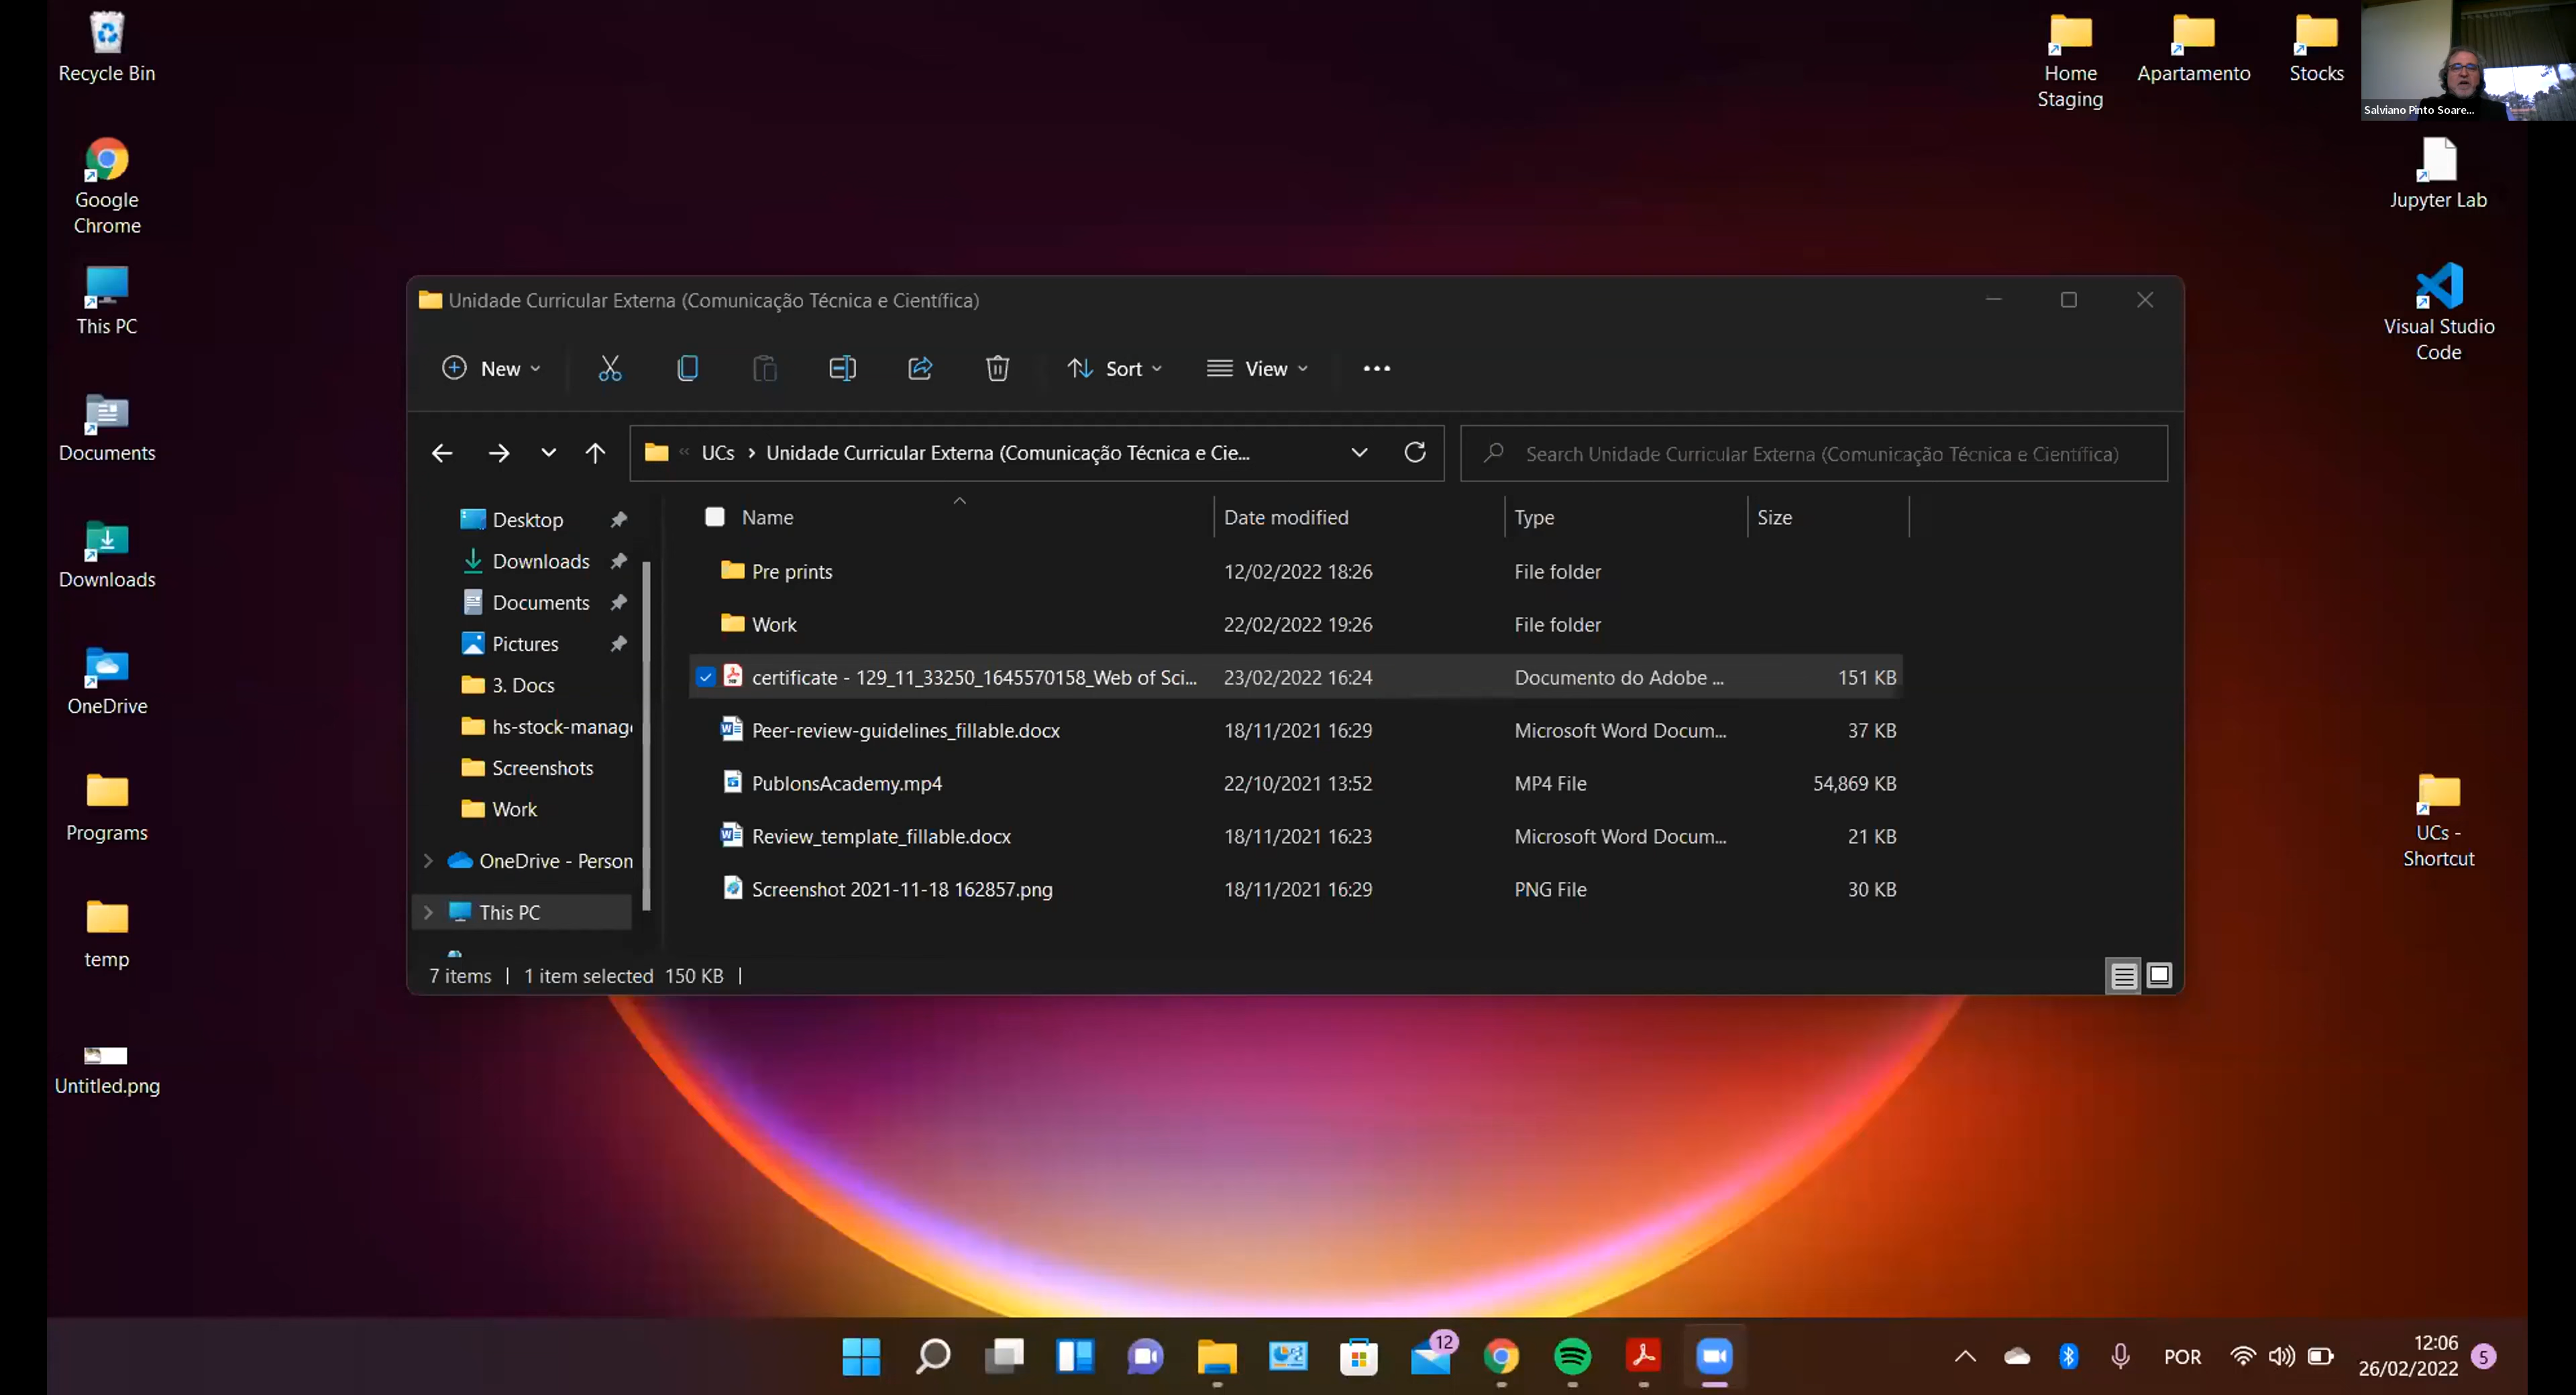 Recycle Bin
Google
Chrome
This PC
Documents
Downloads
OneDrive
Programs
temp
Untitled.png
Home
Staging
Apartamento
Stocks
Salviano Pinto Soare...
Jupyter Lab
Visual Studio
Code
UCs -
Shortcut
Unidade Curricular Externa (Comunicação Técnica e Científica)
New
Sort
View
UCs > Unidade Curricular Externa (Comunicação Técnica e Cie...
Search Unidade Curricular Externa (Comunicação Técnica e Científica)
Desktop
Downloads
Documents
Pictures
3. Docs
hs-stock-manag
Screenshots
Work
OneDrive - Person
This PC
Name Date modified Type Size
Pre prints 12/02/2022 18:26 File folder
Work 22/02/2022 19:26 File folder
certificate - 129_11_33250_1645570158_Web of Sci... 23/02/2022 16:24 Documento do Adobe ... 151 KB
Peer-review-guidelines_fillable.docx 18/11/2021 16:29 Microsoft Word Docum... 37 KB
PublonsAcademy.mp4 22/10/2021 13:52 MP4 File 54,869 KB
Review_template_fillable.docx 18/11/2021 16:23 Microsoft Word Docum... 21 KB
Screenshot 2021-11-18 162857.png 18/11/2021 16:29 PNG File 30 KB
7 items | 1 item selected 150 KB |
12
POR
12:06
26/02/2022
5